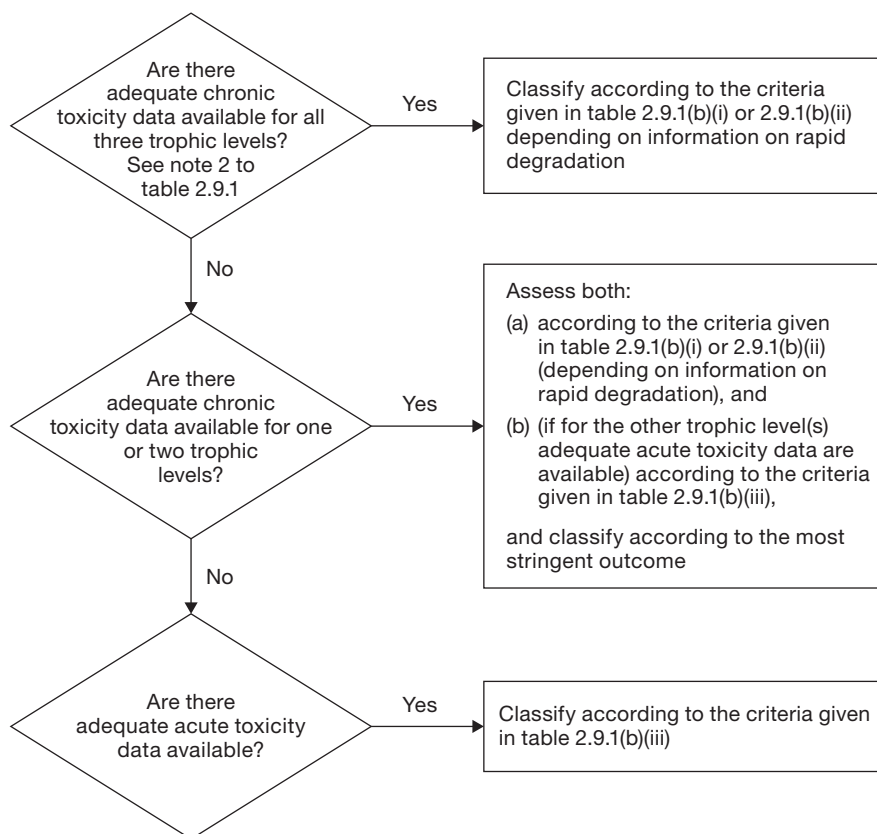 Are there
adequate chronic
toxicity data available for all
three trophic levels?
See note 2 to
table 2.9.1
Yes
Classify according to the criteria
given in table 2.9.1(b)(i) or 2.9.1(b)(ii)
depending on information on rapid
degradation
No
Are there
adequate chronic
toxicity data available for one
or two trophic
levels?
Yes
Assess both:
(a) according to the criteria given
in table 2.9.1(b)(i) or 2.9.1(b)(ii)
(depending on information on
rapid degradation), and
(b) (if for the other trophic level(s)
adequate acute toxicity data are
available) according to the criteria
given in table 2.9.1(b)(iii),
and classify according to the most
stringent outcome
No
Are there
adequate acute toxicity
data available?
Yes
Classify according to the criteria given
in table 2.9.1(b)(iii)